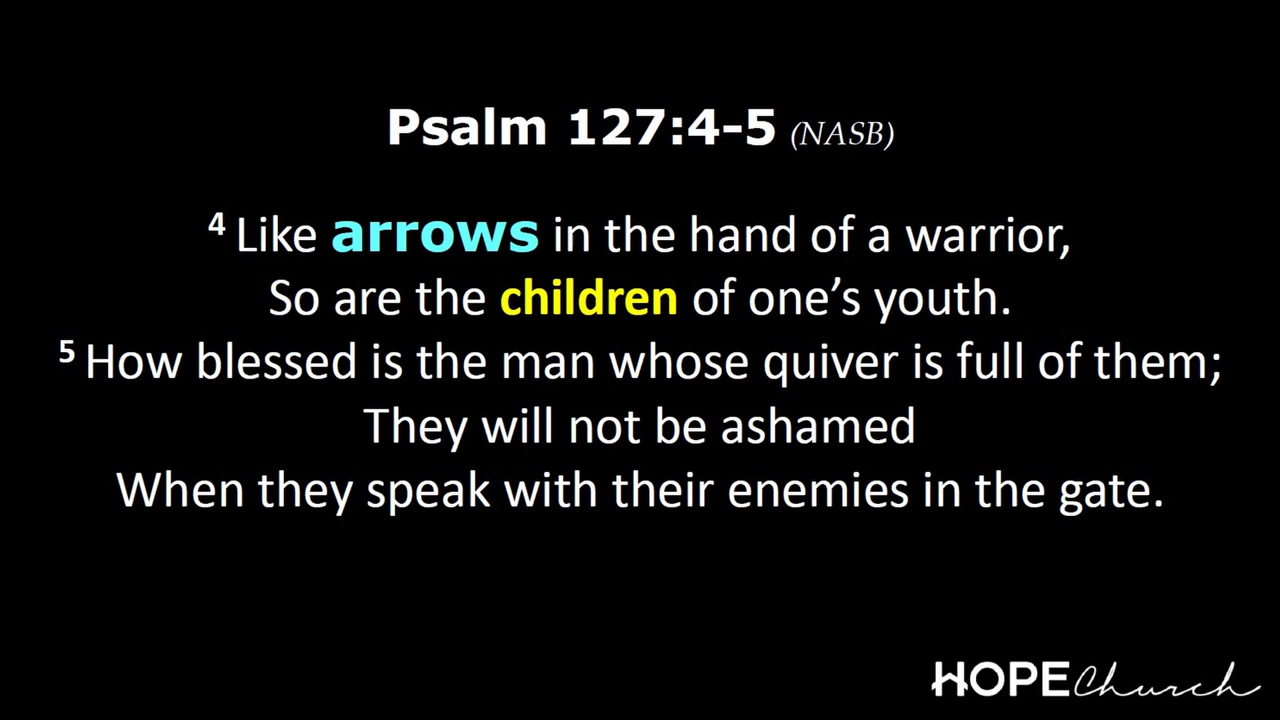 Psalm 127:4-5 (NASB)
4 Like arrows in the hand of a warrior,
So are the children of one’s youth.
5 How blessed is the man whose quiver is full of them;
They will not be ashamed
When they speak with their enemies in the gate.
HOPE Church